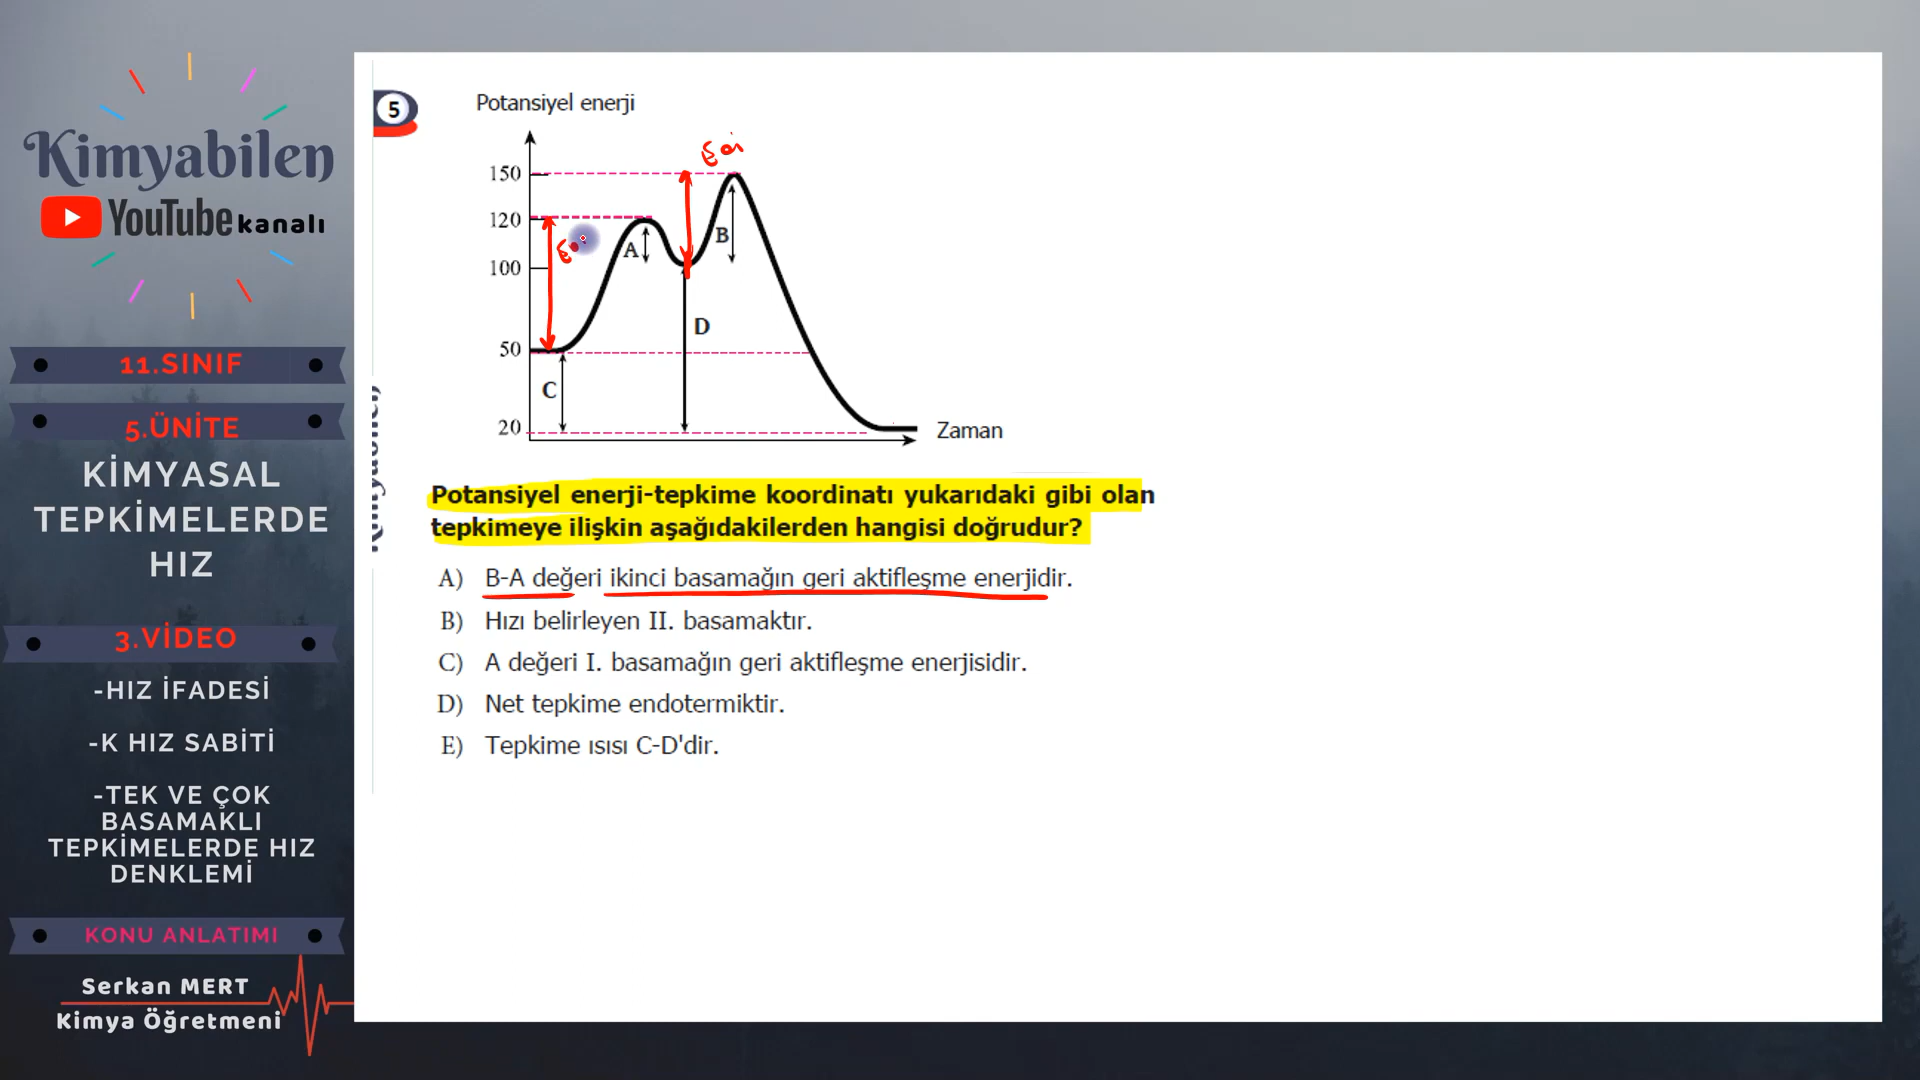 Kimyabilen
YouTube kanalı
11.SINIF
5.ÜNİTE
KİMYASAL
TEPKİMELERDE
HIZ
3.VİDEO
-HIZ İFADESİ
-K HIZ SABİTİ
-TEK VE ÇOK
BASAMAKLI
TEPKİMELERDE HIZ
DENKLEMİ
KONU ANLATIMI
Serkan MERT
Kimya Öğretmeni
5
Potansiyel enerji
150
120
100
50
20
A
B
C
D
Zaman
Potansiyel enerji-tepkime koordinatı yukarıdaki gibi olan
tepkimeye ilişkin aşağıdakilerden hangisi doğrudur?
A) B-A değeri ikinci basamağın geri aktifleşme enerjidir.
B) Hızı belirleyen II. basamaktır.
C) A değeri I. basamağın geri aktifleşme enerjisidir.
D) Net tepkime endotermiktir.
E) Tepkime ısısı C-D'dir.